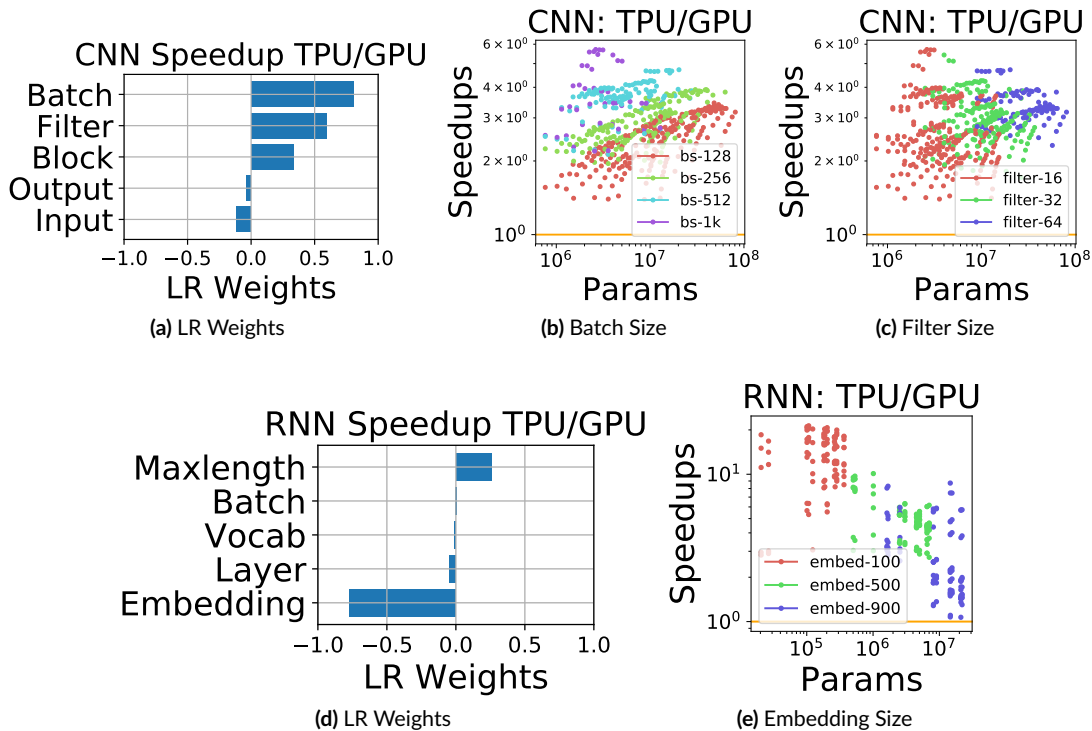 CNN Speedup TPU/GPU
Batch
Filter
Block
Output
Input
−1.0 −0.5 0.0 0.5 1.0
LR Weights
(a) LR Weights
CNN: TPU/GPU
Speedups
6 × 10⁰
4 × 10⁰
3 × 10⁰
2 × 10⁰
10⁰
bs-128
bs-256
bs-512
bs-1k
10⁶ 10⁷ 10⁸
Params
(b) Batch Size
CNN: TPU/GPU
Speedups
6 × 10⁰
4 × 10⁰
3 × 10⁰
2 × 10⁰
10⁰
filter-16
filter-32
filter-64
10⁶ 10⁷ 10⁸
Params
(c) Filter Size
RNN Speedup TPU/GPU
Maxlength
Batch
Vocab
Layer
Embedding
−1.0 −0.5 0.0 0.5 1.0
LR Weights
(d) LR Weights
RNN: TPU/GPU
Speedups
10¹
10⁰
embed-100
embed-500
embed-900
10⁵ 10⁶ 10⁷
Params
(e) Embedding Size